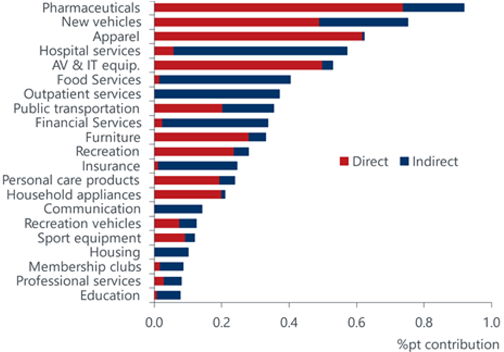 Pharmaceuticals
New vehicles
Apparel
Hospital services
AV & IT equip.
Food Services
Outpatient services
Public transportation
Financial Services
Furniture
Recreation
Insurance
Personal care products
Household appliances
Communication
Recreation vehicles
Sport equipment
Housing
Membership clubs
Professional services
Education
Direct Indirect
0.0 0.2 0.4 0.6 0.8 1.0
%pt contribution